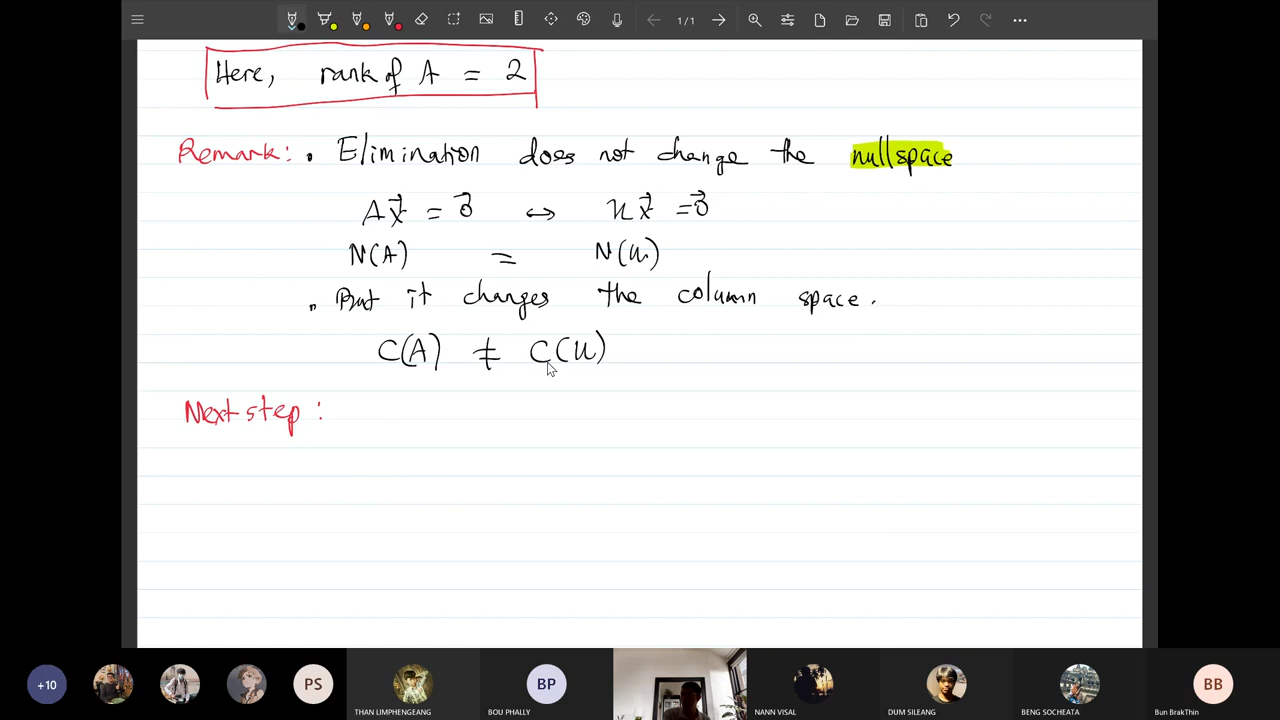 1/1
Here, rank of A = 2
Remark: • Elimination does not change the nullspace
Ax⃗ = 0⃗ ↔ Ux⃗ = 0⃗
N(A) = N(U)
• But it changes the column space.
C(A) ≠ C(U)
Next step:
+10
PS
BP
BB
THAN LIMPHENGEANG
BOU PHALLY
NANN VISAL
DUM SILEANG
BENG SOCHEATA
Bun BrakThin